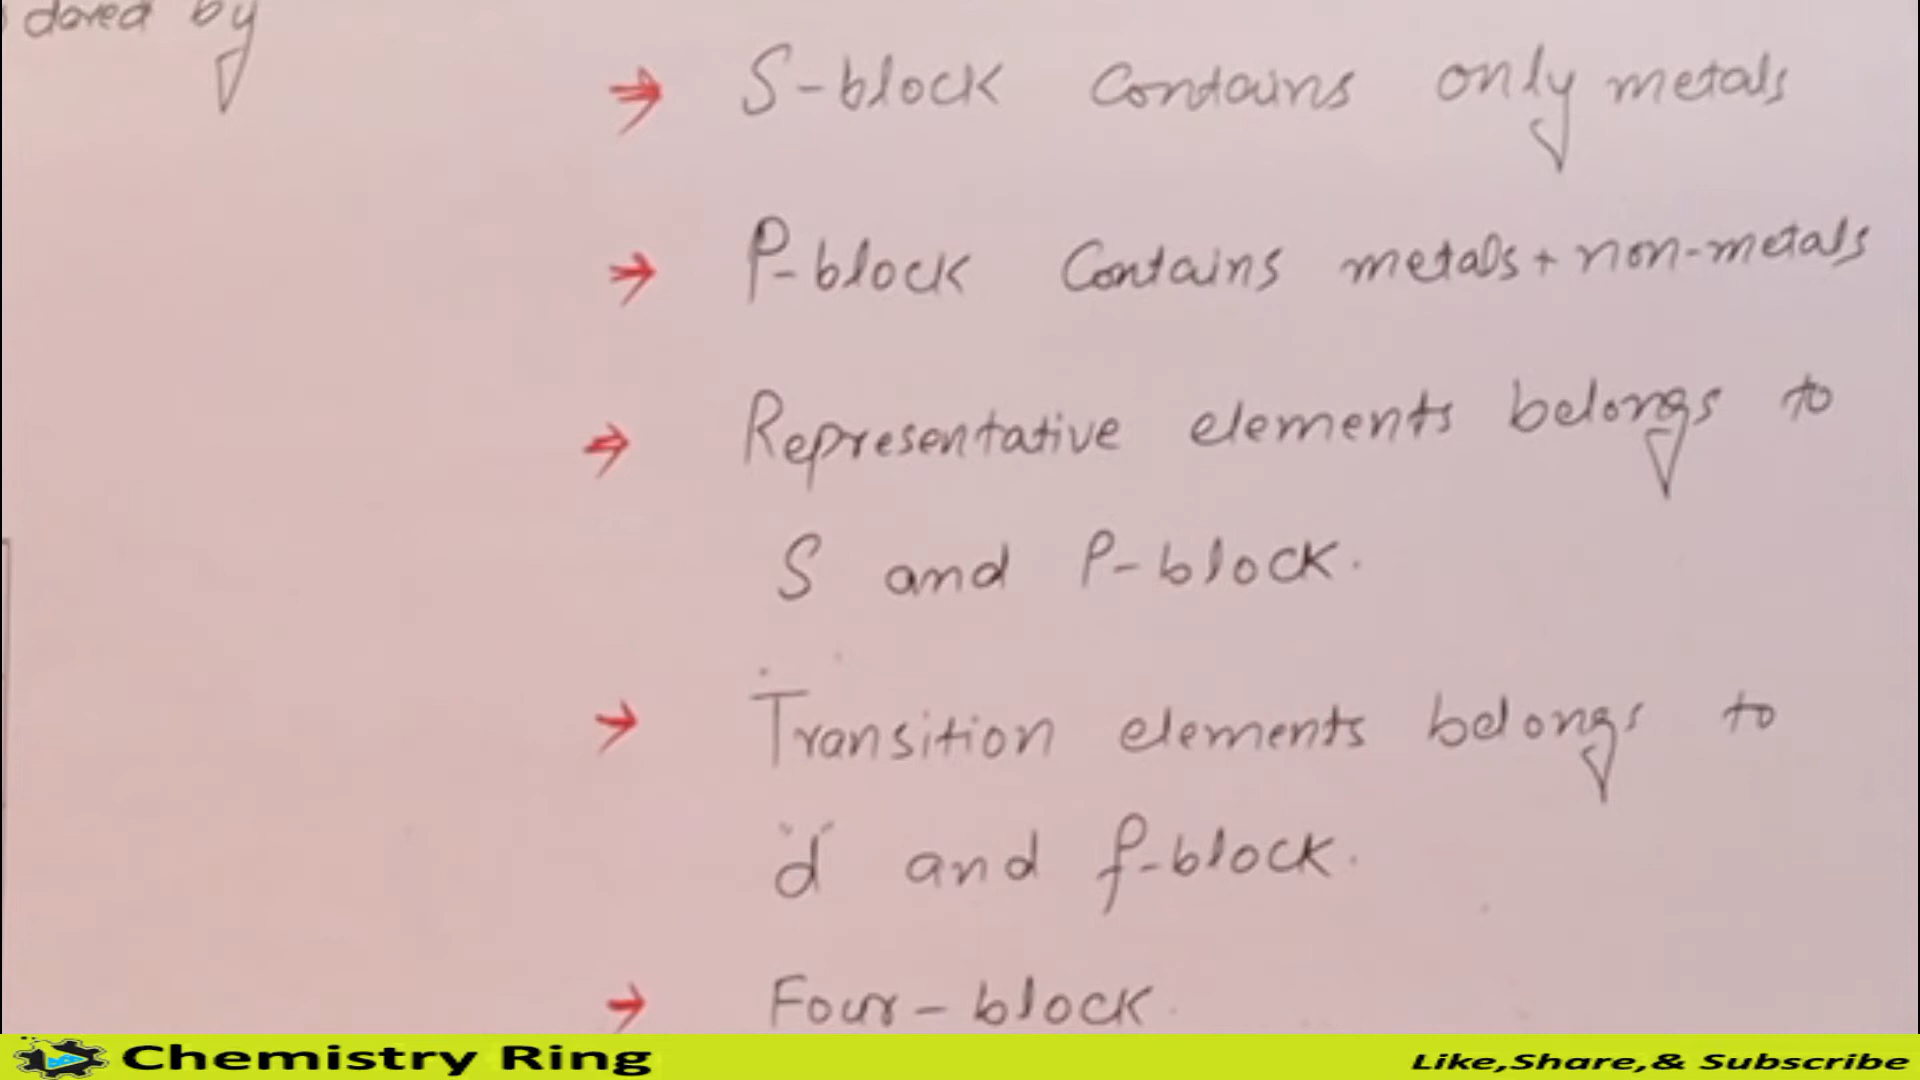 by
S-block Contains only metals
P-block Contains metals + non-metals
Representative elements belongs to
S and P-block.
Transition elements belongs to
d and f-block.
Four-block
Chemistry Ring
Like,Share,& Subscribe